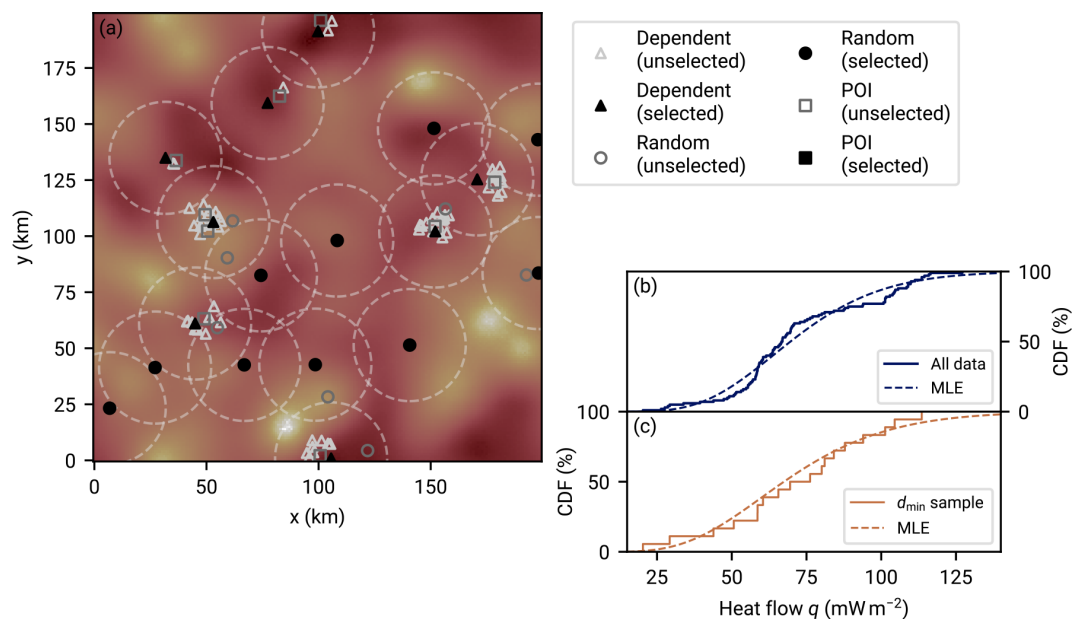 (a)
175
150
125
100
75
50
25
0
y (km)
0
50
100
150
x (km)
Dependent
(unselected)
Dependent
(selected)
Random
(unselected)
Random
(selected)
POI
(unselected)
POI
(selected)
(b)
100
50
0
CDF (%)
All data
MLE
(c)
100
50
0
CDF (%)
d_min sample
MLE
25
50
75
100
125
Heat flow q (mW m⁻²)